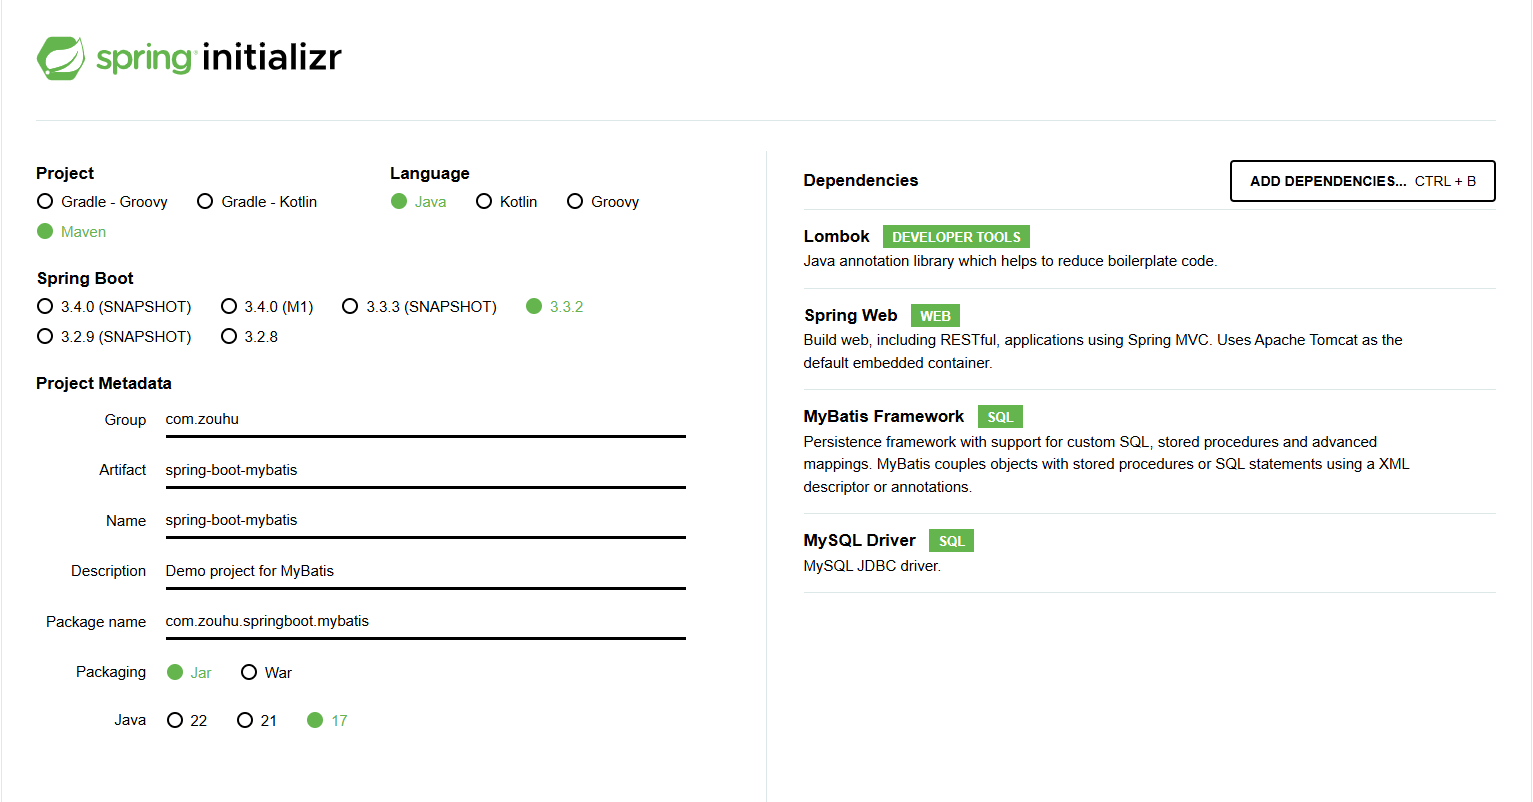 spring initializr
Project
Gradle - Groovy
Gradle - Kotlin
Maven
Language
Java
Kotlin
Groovy
Spring Boot
3.4.0 (SNAPSHOT)
3.4.0 (M1)
3.3.3 (SNAPSHOT)
3.3.2
3.2.9 (SNAPSHOT)
3.2.8
Project Metadata
Group com.zouhu
Artifact spring-boot-mybatis
Name spring-boot-mybatis
Description Demo project for MyBatis
Package name com.zouhu.springboot.mybatis
Packaging Jar War
Java 22 21 17
Dependencies
ADD DEPENDENCIES... CTRL + B
Lombok DEVELOPER TOOLS
Java annotation library which helps to reduce boilerplate code.
Spring Web WEB
Build web, including RESTful, applications using Spring MVC. Uses Apache Tomcat as the
default embedded container.
MyBatis Framework SQL
Persistence framework with support for custom SQL, stored procedures and advanced
mappings. MyBatis couples objects with stored procedures or SQL statements using a XML
descriptor or annotations.
MySQL Driver SQL
MySQL JDBC driver.